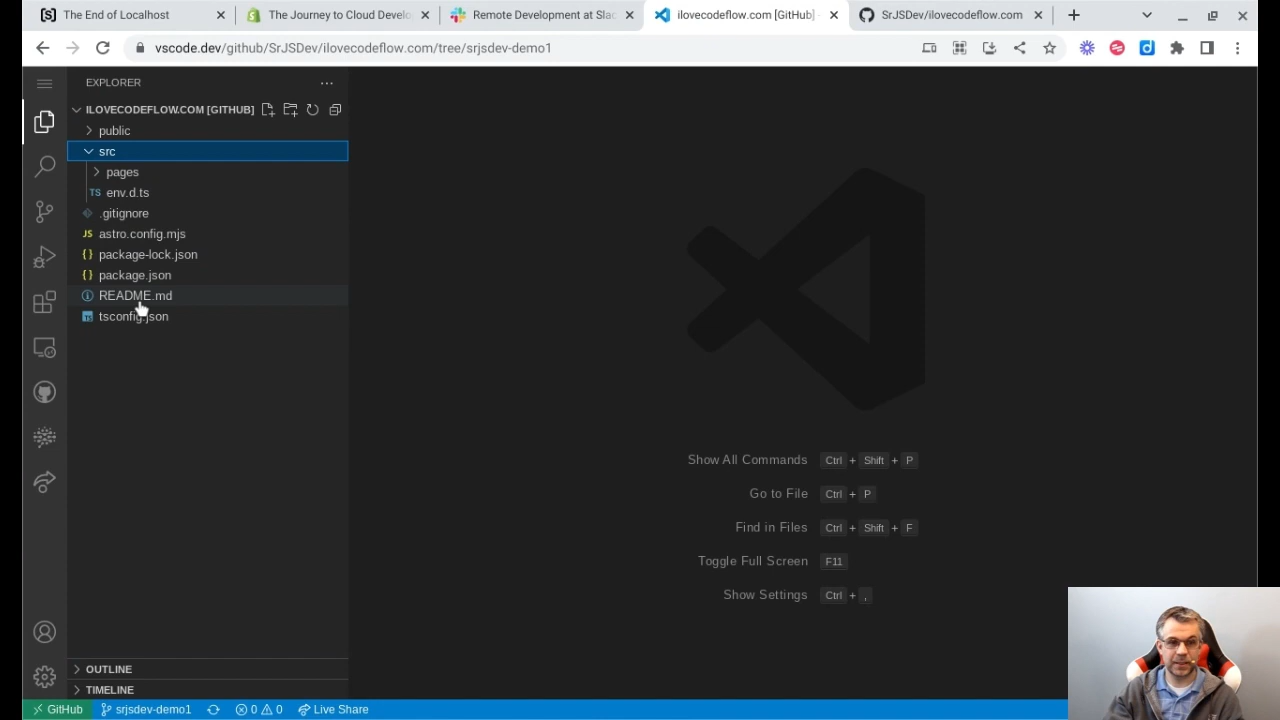 The End of Localhost
The Journey to Cloud Develo
Remote Development at Slac
ilovecodeflow.com [GitHub] -
SrJSDev/ilovecodeflow.com
vscode.dev/github/SrJSDev/ilovecodeflow.com/tree/srjsdev-demo1
EXPLORER
ILOVECODEFLOW.COM [GITHUB]
public
src
pages
TS env.d.ts
.gitignore
JS astro.config.mjs
{ } package-lock.json
{ } package.json
README.md
TS tsconfig.json
Show All Commands Ctrl + Shift + P
Go to File Ctrl + P
Find in Files Ctrl + Shift + F
Toggle Full Screen F11
Show Settings Ctrl + ,
OUTLINE
TIMELINE
GitHub srjsdev-demo1 0 0 Live Share